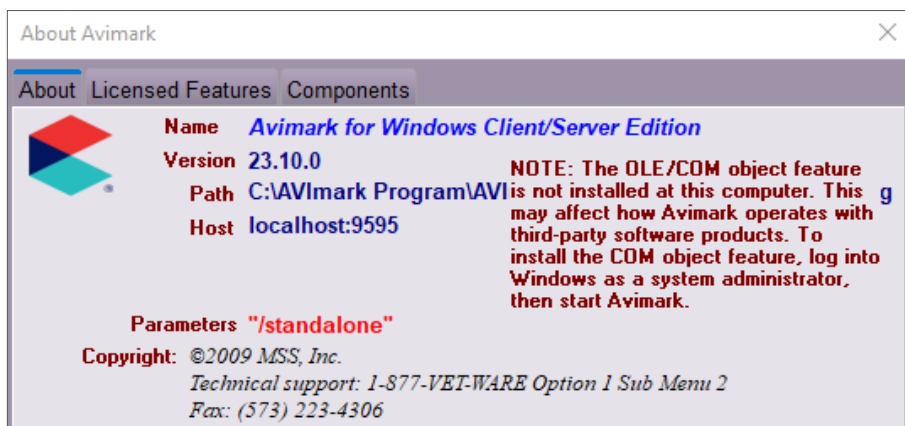 About Avimark
About Licensed Features Components
Name Avimark for Windows Client/Server Edition
Version 23.10.0
Path C:\AVImark Program\AVI g
Host localhost:9595
NOTE: The OLE/COM object feature
is not installed at this computer. This
may affect how Avimark operates with
third-party software products. To
install the COM object feature, log into
Windows as a system administrator,
then start Avimark.
Parameters "/standalone"
Copyright: ©2009 MSS, Inc.
Technical support: 1-877-VET-WARE Option 1 Sub Menu 2
Fax: (573) 223-4306